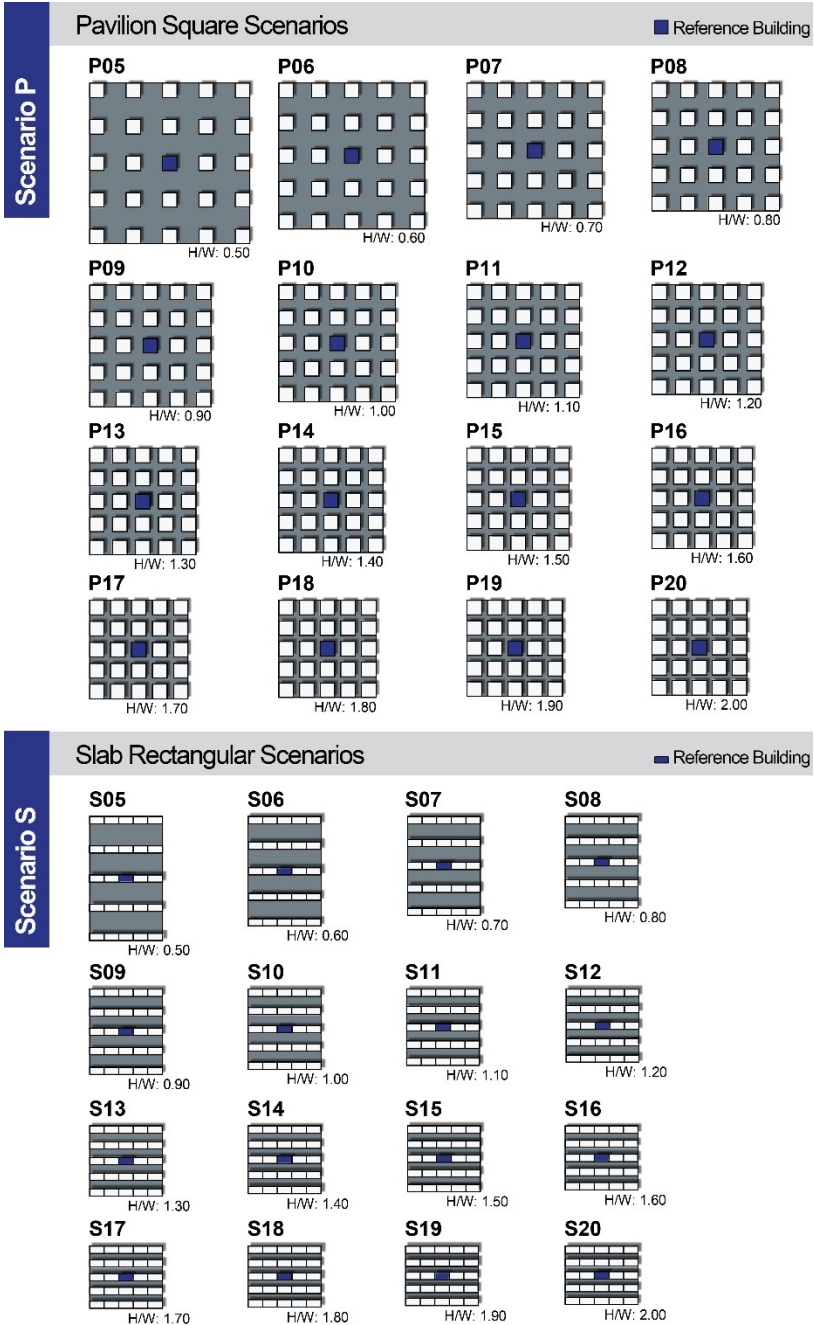 Pavilion Square Scenarios
Reference Building
Scenario P
P05 P06 P07 P08
H/W: 0.50 H/W: 0.60 H/W: 0.70 H/W: 0.80
P09 P10 P11 P12
H/W: 0.90 H/W: 1.00 H/W: 1.10 H/W: 1.20
P13 P14 P15 P16
H/W: 1.30 H/W: 1.40 H/W: 1.50 H/W: 1.60
P17 P18 P19 P20
H/W: 1.70 H/W: 1.80 H/W: 1.90 H/W: 2.00
Slab Rectangular Scenarios
Reference Building
Scenario S
S05 S06 S07 S08
H/W: 0.50 H/W: 0.60 H/W: 0.70 H/W: 0.80
S09 S10 S11 S12
H/W: 0.90 H/W: 1.00 H/W: 1.10 H/W: 1.20
S13 S14 S15 S16
H/W: 1.30 H/W: 1.40 H/W: 1.50 H/W: 1.60
S17 S18 S19 S20
H/W: 1.70 H/W: 1.80 H/W: 1.90 H/W: 2.00